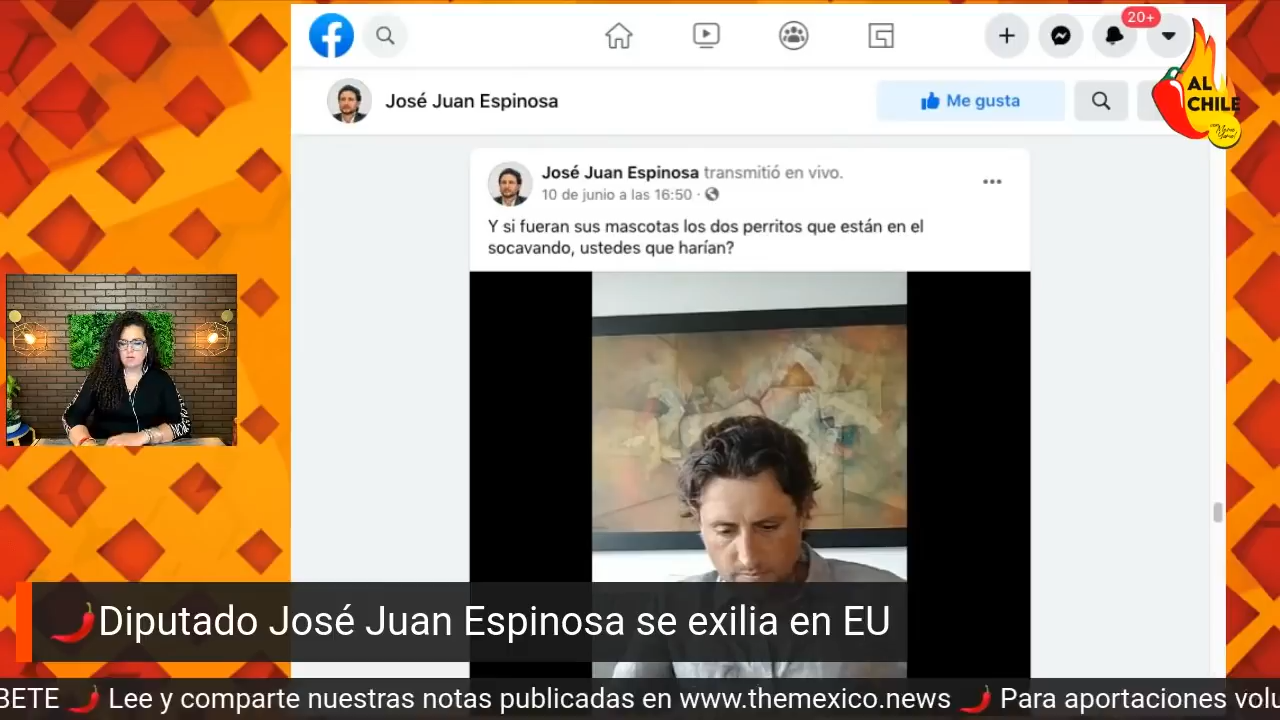 20+
José Juan Espinosa
Me gusta
AL
CHILE
José Juan Espinosa transmitió en vivo.
10 de junio a las 16:50 ·
Y si fueran sus mascotas los dos perritos que están en el
socavando, ustedes que harían?
Diputado José Juan Espinosa se exilia en EU
BETE Lee y comparte nuestras notas publicadas en www.themexico.news Para aportaciones volu